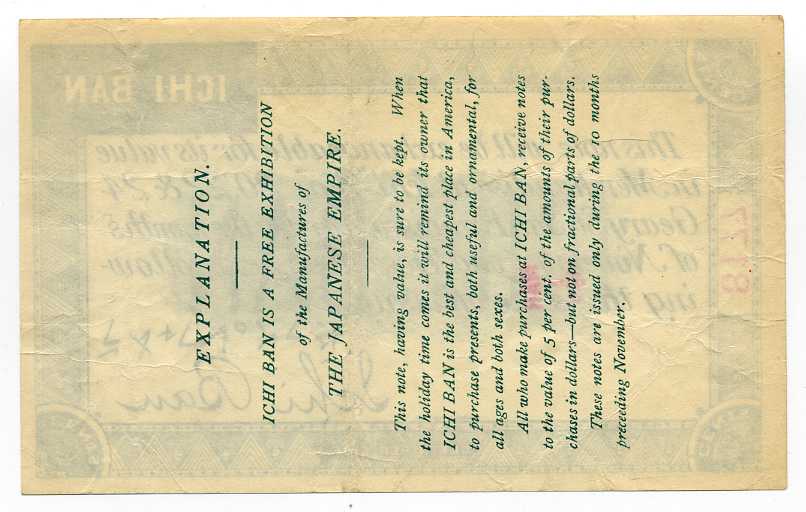 EXPLANATION.
ICHI BAN IS A FREE EXHIBITION
of the Manufactures of
THE JAPANESE EMPIRE.
This note, having value, is sure to be kept. When
the holiday time comes it will remind its owner that
ICHI BAN is the best and cheapest place in America,
to purchase presents, both useful and ornamental, for
all ages and both sexes.
All who make purchases at ICHI BAN, receive notes
to the value of 5 per cent. of the amounts of their pur-
chases in dollars—but not on fractional parts of dollars.
These notes are issued only during the two months
preceeding November.
ICHI BAN